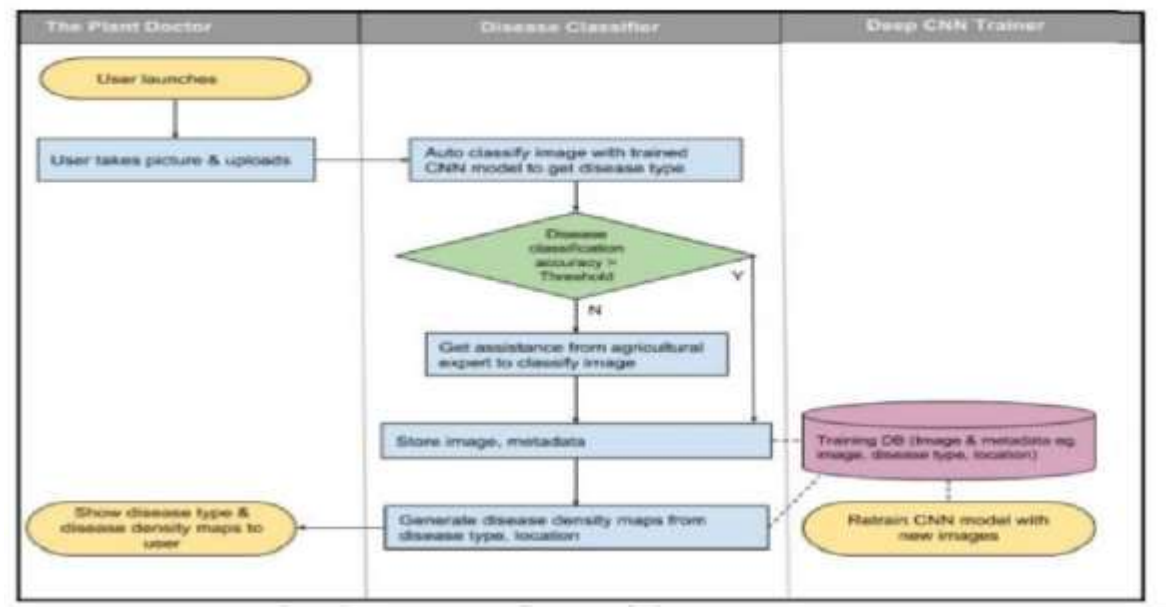 The Plant Doctor
Disease Classifier
Deep CNN Trainer
User launches
User takes picture & uploads
Auto classify image with trained
CNN model to get disease type
Disease
classification
accuracy >
Threshold
Y
N
Get assistance from agricultural
expert to classify image
Store image, metadata
Training DB (Image & metadata eg.
image, disease type, location)
Generate disease density maps from
disease type, location
Show disease type &
disease density maps to
user
Retrain CNN model with
new images